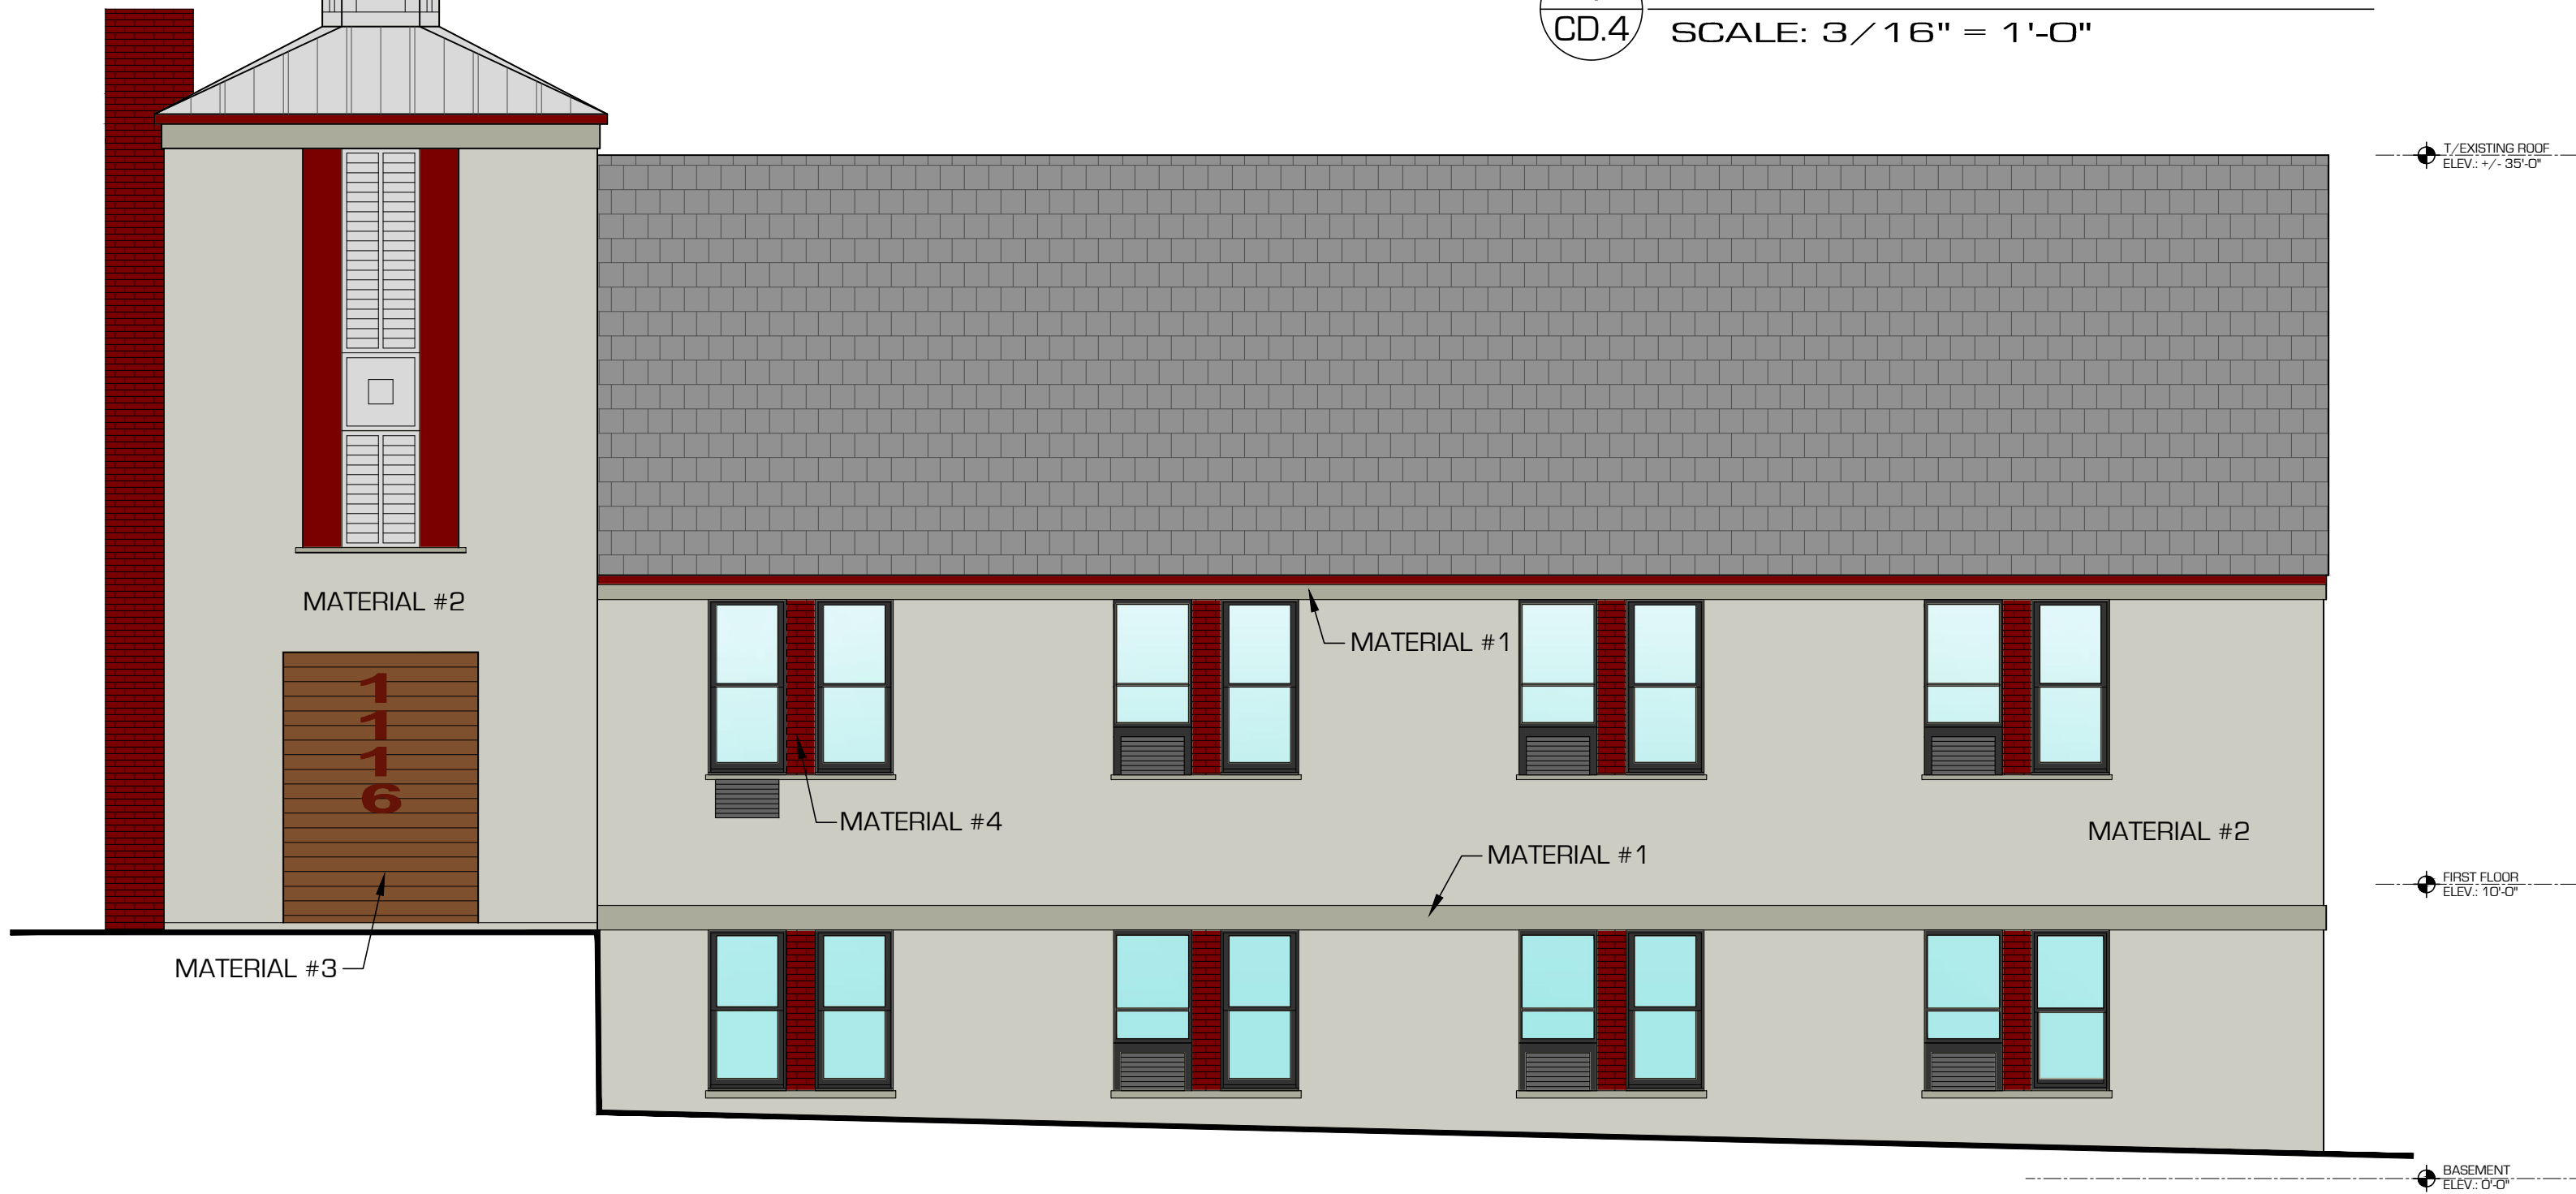 CD.4
SCALE: 3/16" = 1'-0"
T/EXISTING ROOF
ELEV.: +/- 35'-0"
MATERIAL #2
MATERIAL #1
1
1
1
6
MATERIAL #4
MATERIAL #2
MATERIAL #1
FIRST FLOOR
ELEV.: 10'-0"
MATERIAL #3
BASEMENT
ELEV.: 0'-0"